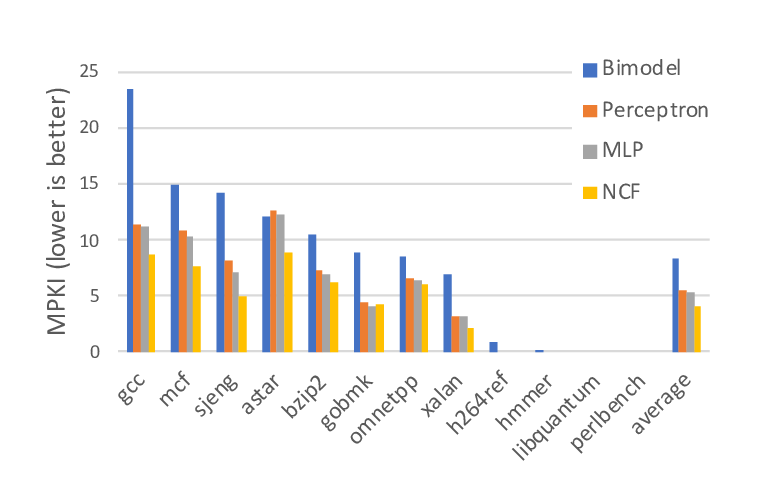 25
20
15
10
5
0
MPKI (lower is better)
Bimodel
Perceptron
MLP
NCF
gcc
mcf
sjeng
astar
bzip2
gobmk
omnetpp
xalan
h264ref
hmmer
libquantum
perlbench
average